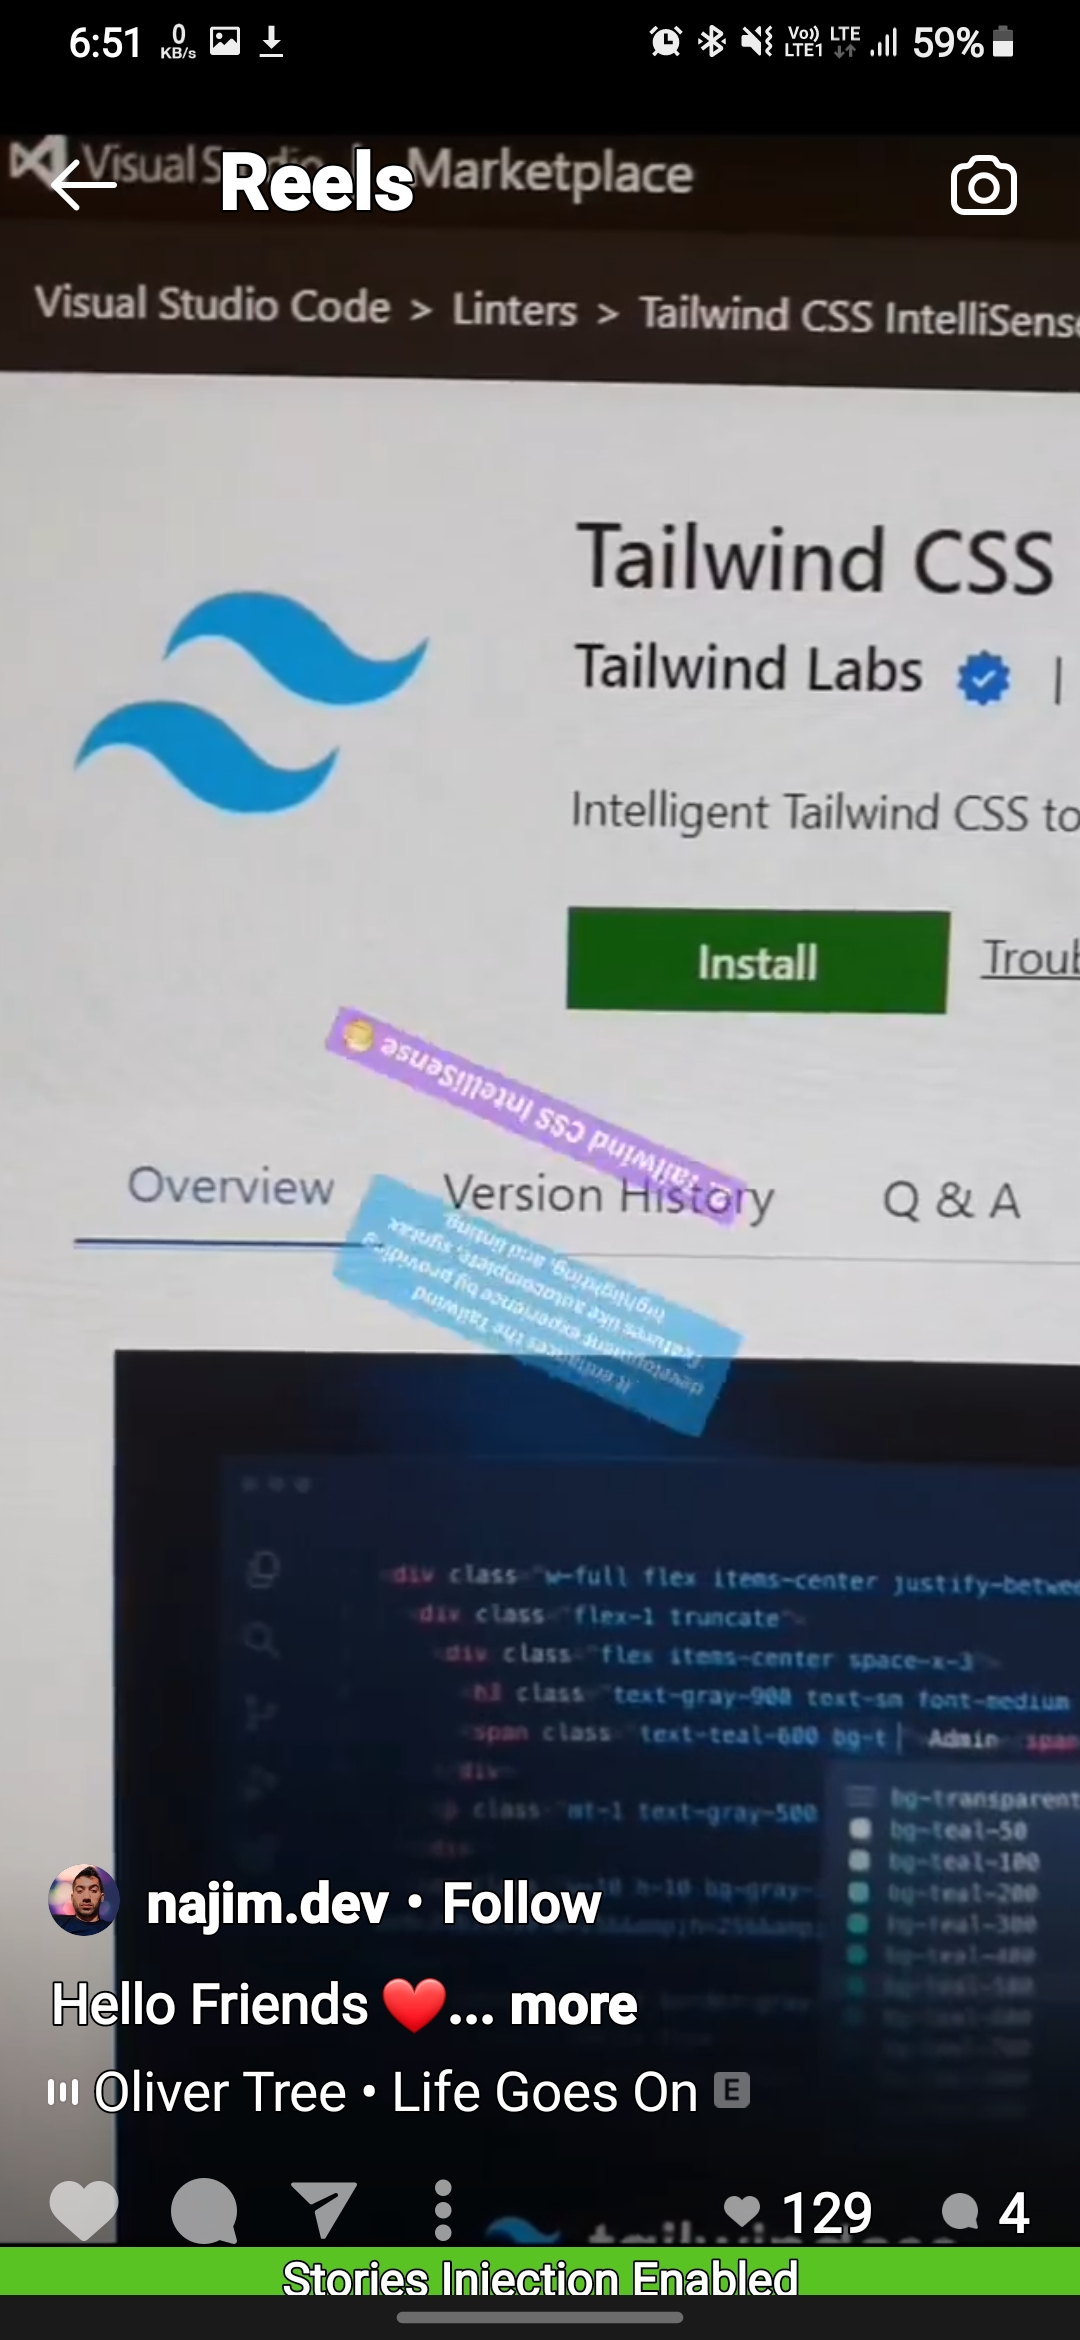 6:51 0 KB/s Vo)) LTE1 LTE 59%
Visual Studio Marketplace
Reels
Visual Studio Code > Linters > Tailwind CSS IntelliSense
Tailwind CSS
Tailwind Labs |
Intelligent Tailwind CSS to
Install Troub
2. Tailwind CSS IntelliSense
Overview Version History Q & A
It enhances the Tailwind
development experience by providing
features like autocomplete, syntax
highlighting, and linting.
div class "w-full flex items-center justify-betwee
div class "flex-1 truncate"
div class "flex items-center space-x-3"
h3 class "text-gray-900 text-sm font-medium
span class "text-teal-600 bg-t| Admin span
div
p class "mt-1 text-gray-500
div
bg-transparent
bg-teal-50
bg-teal-100
bg-teal-200
bg-teal-300
bg-teal-400
najim.dev • Follow
Hello Friends ❤️... more
Oliver Tree • Life Goes On E
129 4
tailwindcss
Stories Injection Enabled